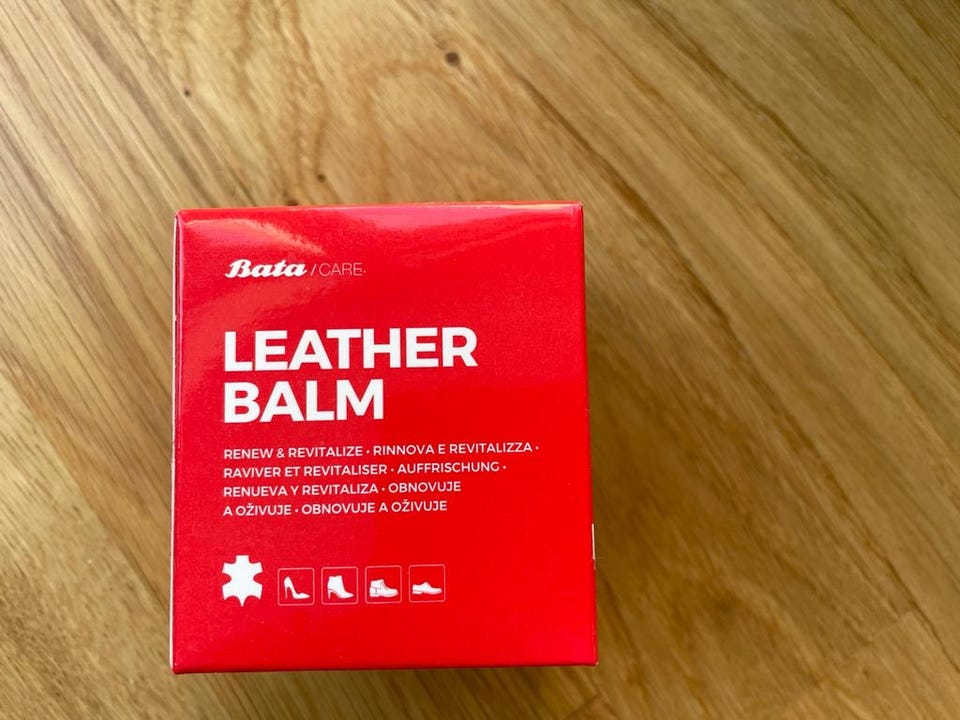 Bata / CARE.
LEATHER
BALM
RENEW & REVITALIZE • RINNOVA E REVITALIZZA •
RAVIVER ET REVITALISER • AUFFRISCHUNG •
RENUEVA Y REVITALIZA • OBNOVUJE
A OŽIVUJE • OBNOVUJE A OŽIVUJE